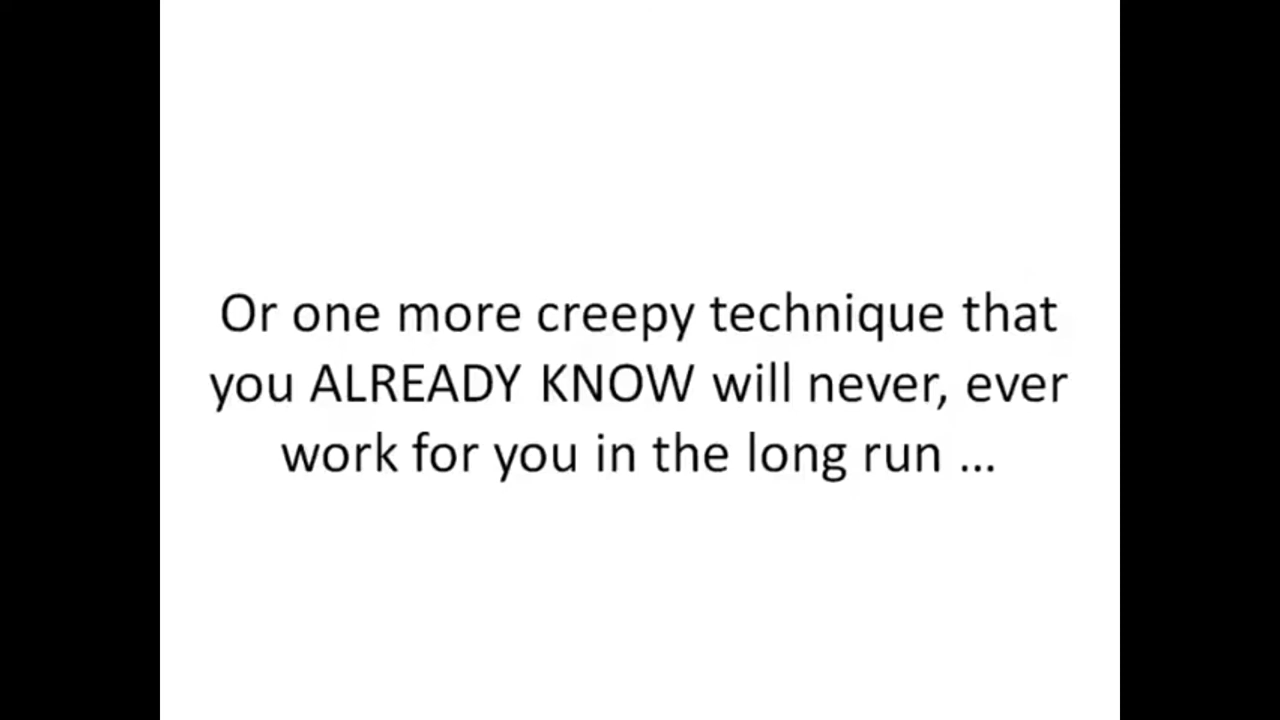 Or one more creepy technique that
you ALREADY KNOW will never, ever
work for you in the long run ...